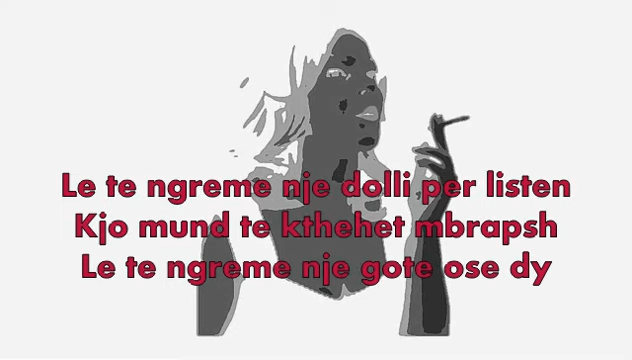 Le te ngreme nje dolli per listen
Kjo mund te kthehet mbrapsh
Le te ngreme nje gote ose dy